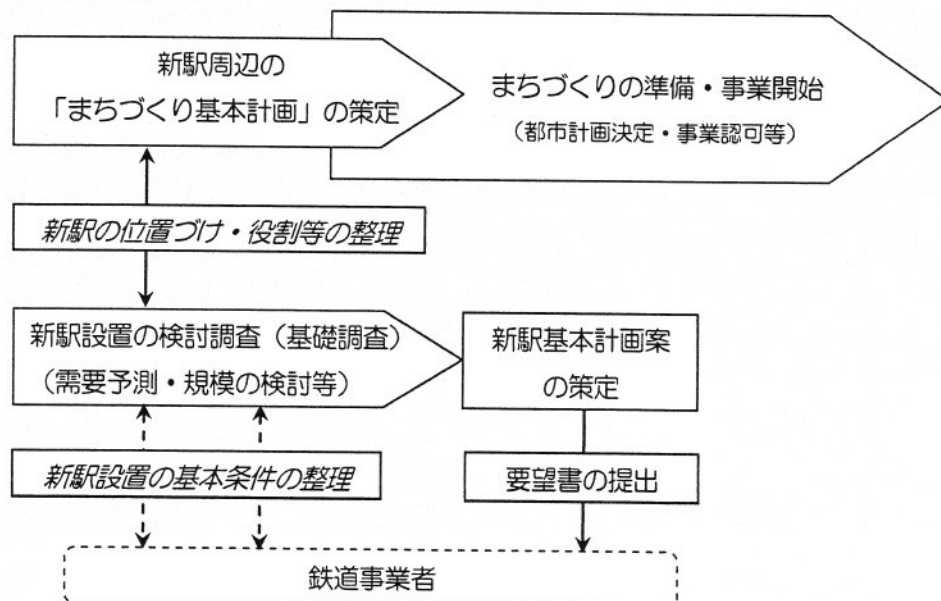 新駅周辺の
「まちづくり基本計画」の策定
まちづくりの準備・事業開始
（都市計画決定・事業認可等）
新駅の位置づけ・役割等の整理
新駅設置の検討調査（基礎調査）
（需要予測・規模の検討等）
新駅基本計画案
の策定
新駅設置の基本条件の整理
要望書の提出
鉄道事業者